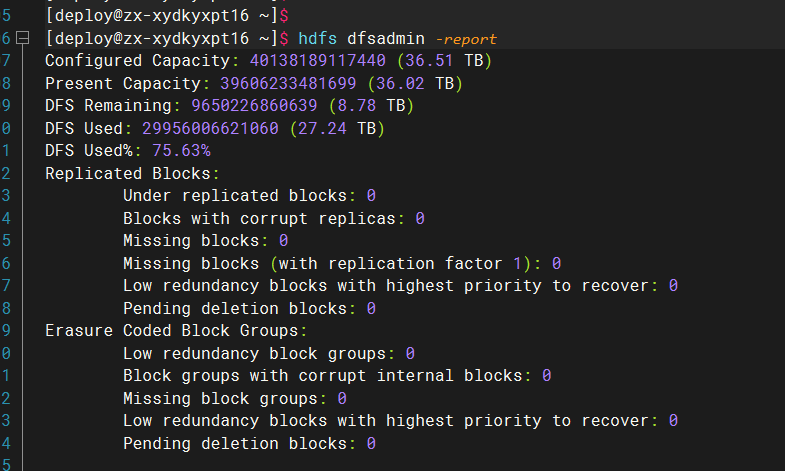 5 [deploy@zx-xydkyxpt16 ~]$
6 [deploy@zx-xydkyxpt16 ~]$ hdfs dfsadmin -report
7 Configured Capacity: 40138189117440 (36.51 TB)
8 Present Capacity: 39606233481699 (36.02 TB)
9 DFS Remaining: 9650226860639 (8.78 TB)
0 DFS Used: 29956006621060 (27.24 TB)
1 DFS Used%: 75.63%
2 Replicated Blocks:
3 Under replicated blocks: 0
4 Blocks with corrupt replicas: 0
5 Missing blocks: 0
6 Missing blocks (with replication factor 1): 0
7 Low redundancy blocks with highest priority to recover: 0
8 Pending deletion blocks: 0
9 Erasure Coded Block Groups:
0 Low redundancy block groups: 0
1 Block groups with corrupt internal blocks: 0
2 Missing block groups: 0
3 Low redundancy blocks with highest priority to recover: 0
4 Pending deletion blocks: 0
5